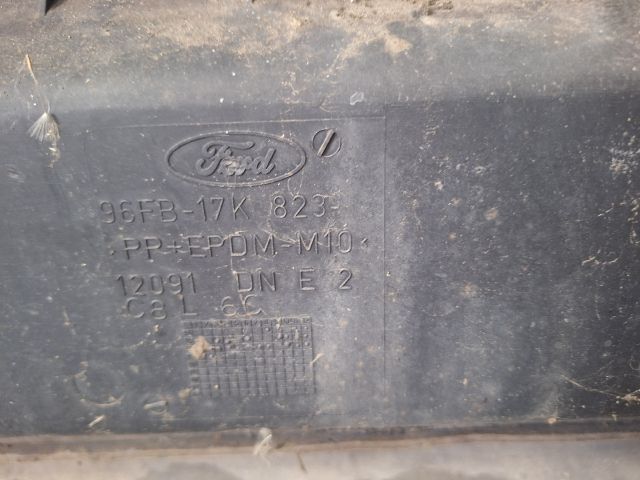 Ford
96FB-17K 823-
>PP+EPDM-M10<
12091 DN E 2
C8 L 6C